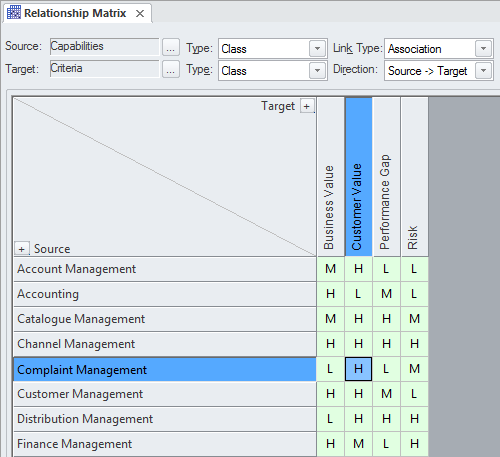 Relationship Matrix ×
Source: Capabilities ... Type: Class Link Type: Association
Target: Criteria ... Type: Class Direction: Source -> Target
Target +
Business Value
Customer Value
Performance Gap
Risk
+ Source
Account Management M H L L
Accounting H L M L
Catalogue Management M H H M
Channel Management H H H H
Complaint Management L H L M
Customer Management H H M L
Distribution Management L H H H
Finance Management H M L H